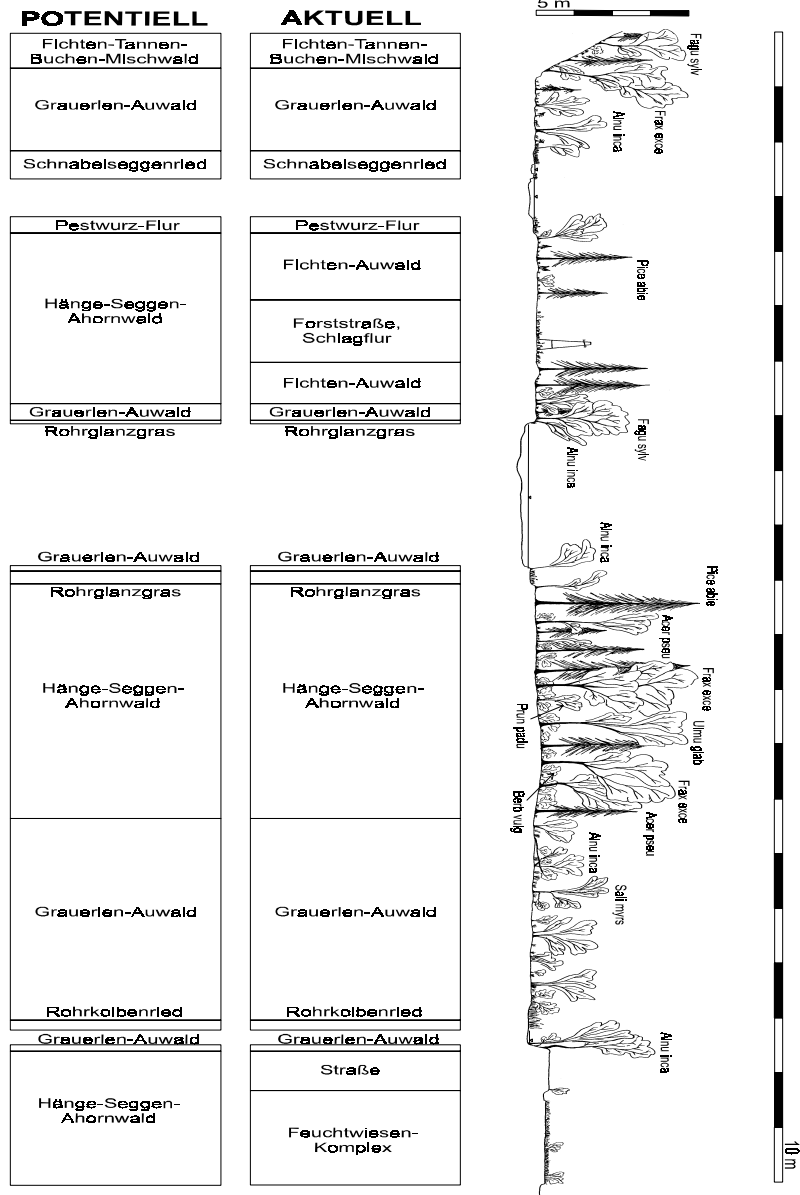 POTENTIELL
Fichten-Tannen-
Buchen-Mischwald
Grauerlen-Auwald
Schnabelseggenried
Pestwurz-Flur
Hänge-Seggen-
Ahornwald
Grauerlen-Auwald
Rohrglanzgras
Grauerlen-Auwald
Rohrglanzgras
Hänge-Seggen-
Ahornwald
Grauerlen-Auwald
Rohrkolbenried
Grauerlen-Auwald
Hänge-Seggen-
Ahornwald
AKTUELL
Fichten-Tannen-
Buchen-Mischwald
Grauerlen-Auwald
Schnabelseggenried
Pestwurz-Flur
Fichten-Auwald
Forststraße,
Schlagflur
Fichten-Auwald
Grauerlen-Auwald
Rohrglanzgras
Grauerlen-Auwald
Rohrglanzgras
Hänge-Seggen-
Ahornwald
Grauerlen-Auwald
Rohrkolbenried
Grauerlen-Auwald
Straße
Feuchtwiesen-
Komplex
5 m
Fagu sylv
Frax exce
Alnu inca
Pice abie
Fagu sylv
Alnu inca
Alnu inca
Pice abie
Acer pseu
Frax exce
Prun padu
Ulmu glab
Frax exce
Berb vulg
Acer pseu
Alnu inca
Sali myrs
Alnu inca
10 m